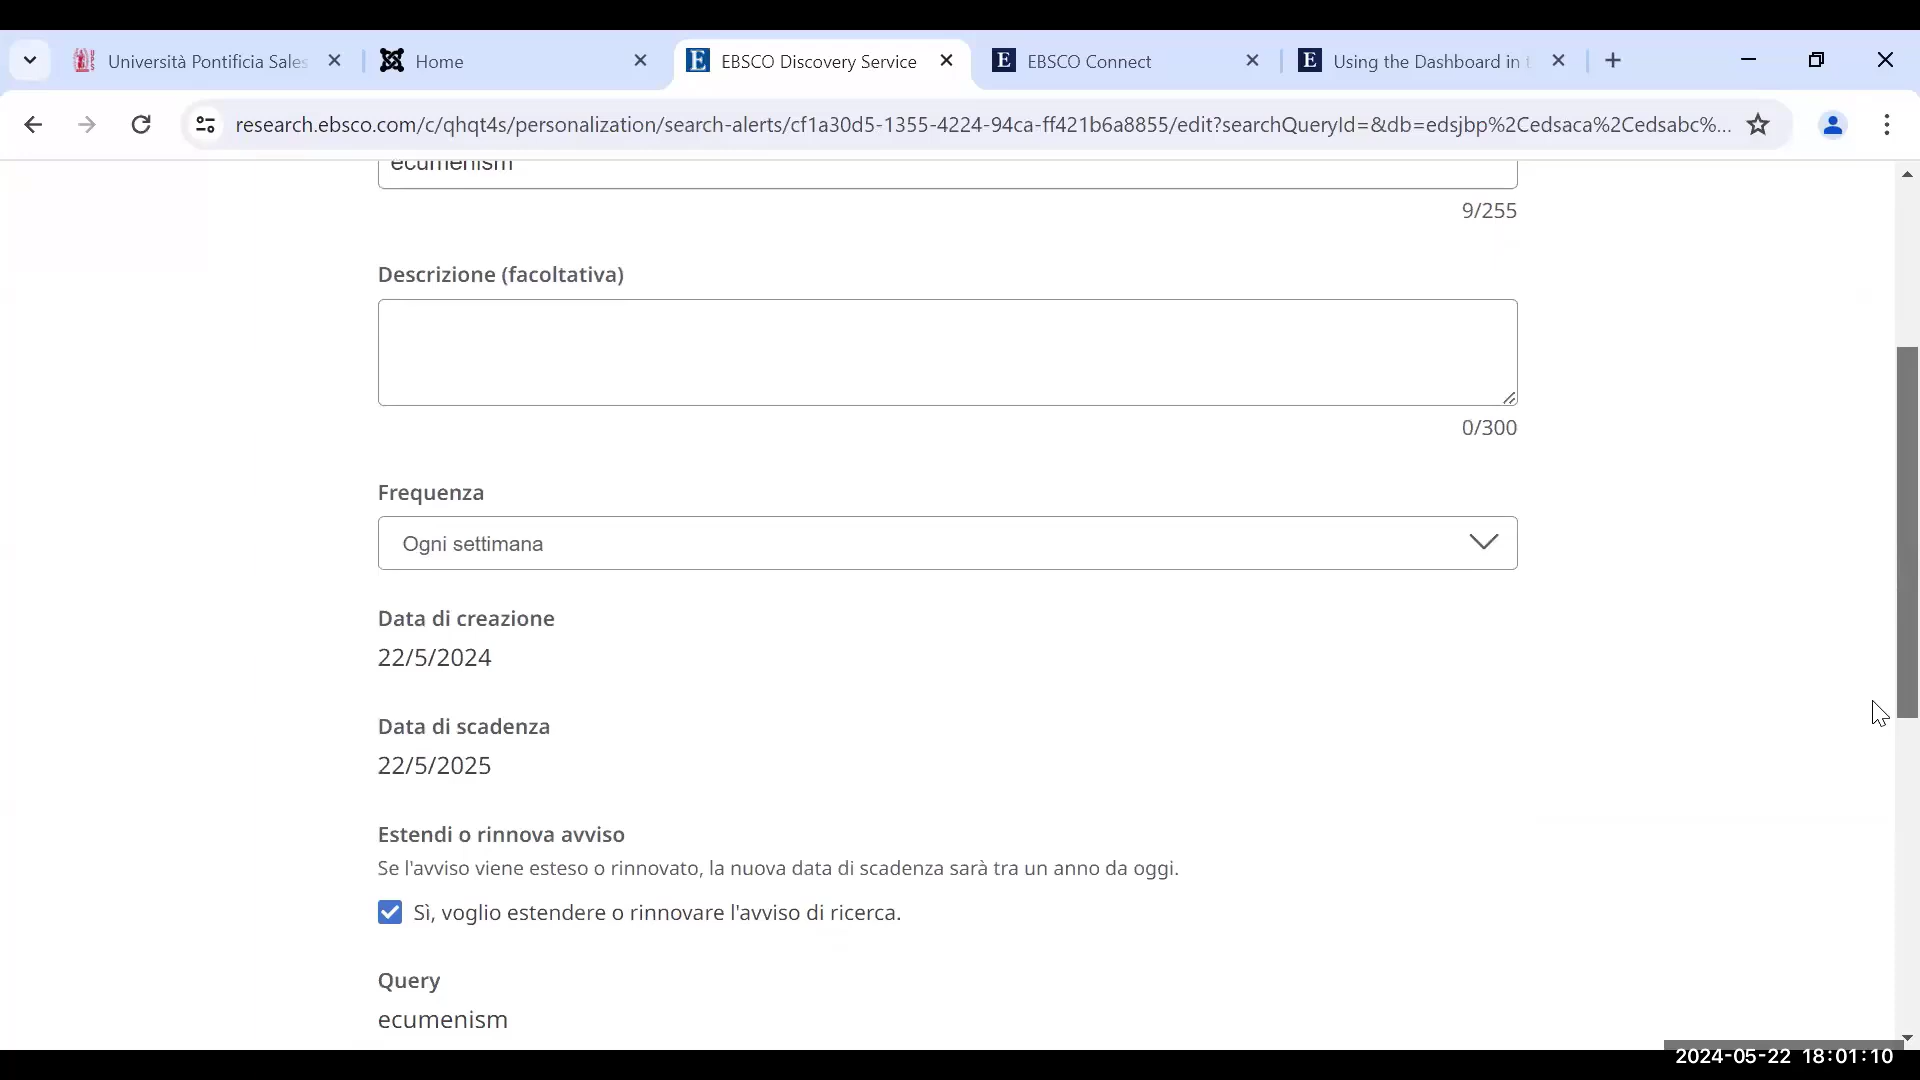 Università Pontificia Sales
Home
EBSCO Discovery Service
EBSCO Connect
Using the Dashboard in
research.ebsco.com/c/qhqt4s/personalization/search-alerts/cf1a30d5-1355-4224-94ca-ff421b6a8855/edit?searchQueryId=&db=edsjbp%2Cedsaca%2Cedsabc%...
ecumenism
9/255
Descrizione (facoltativa)
0/300
Frequenza
Ogni settimana
Data di creazione
22/5/2024
Data di scadenza
22/5/2025
Estendi o rinnova avviso
Se l'avviso viene esteso o rinnovato, la nuova data di scadenza sarà tra un anno da oggi.
Sì, voglio estendere o rinnovare l'avviso di ricerca.
Query
ecumenism
2024-05-22 18:01:10